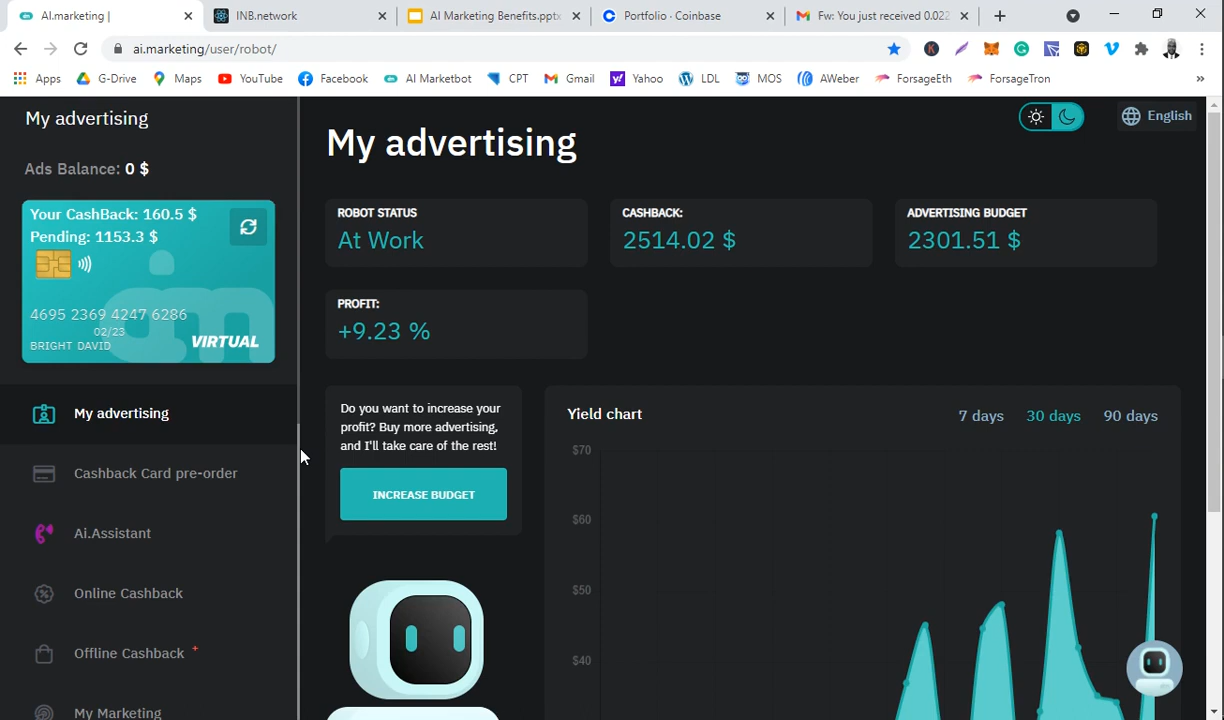 AI.marketing |
INB.network
AI Marketing Benefits.pptx
Portfolio - Coinbase
Fw: You just received 0.022
ai.marketing/user/robot/
Apps
G-Drive
Maps
YouTube
Facebook
AI Marketbot
CPT
Gmail
Yahoo
LDL
MOS
AWeber
ForsageEth
ForsageTron
»
My advertising
Ads Balance: 0 $
Your CashBack: 160.5 $
Pending: 1153.3 $
4695 2369 4247 6286
02/23
BRIGHT DAVID
VIRTUAL
My advertising
Cashback Card pre-order
Ai.Assistant
Online Cashback
Offline Cashback +
My Marketing
My advertising
English
ROBOT STATUS
At Work
CASHBACK:
2514.02 $
ADVERTISING BUDGET
2301.51 $
PROFIT:
+9.23 %
Do you want to increase your
profit? Buy more advertising,
and I'll take care of the rest!
INCREASE BUDGET
Yield chart
7 days
30 days
90 days
$70
$60
$50
$40